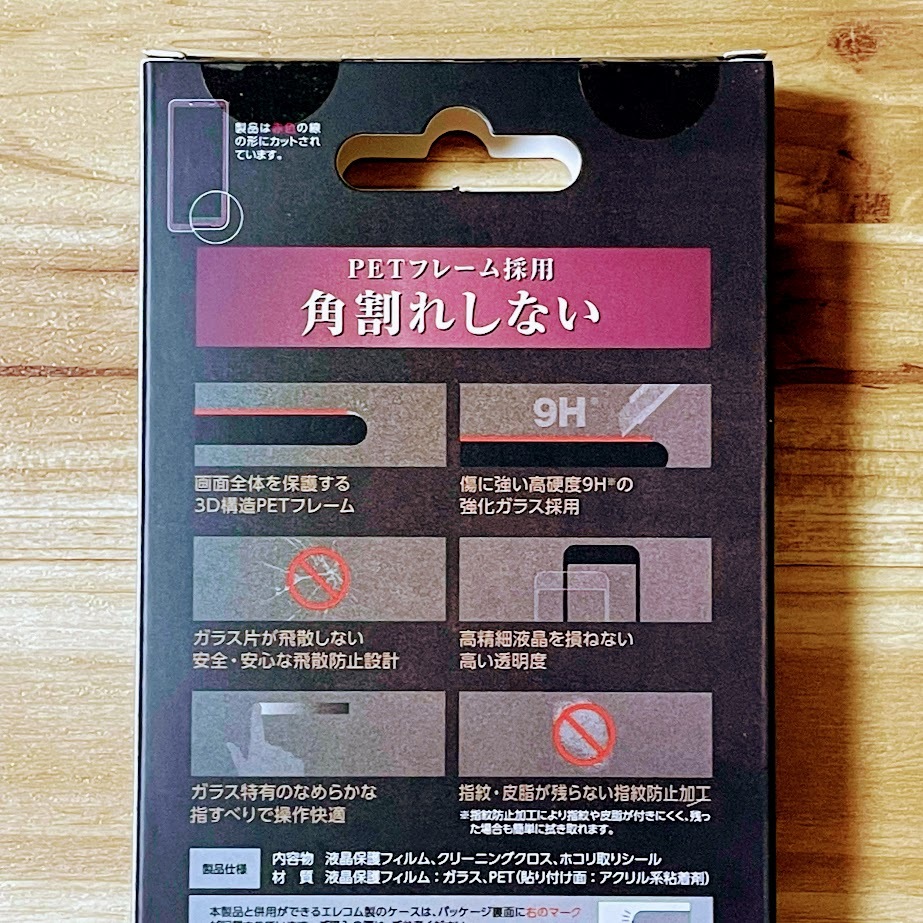 製品は赤色の線
の形にカットされ
ています。
PETフレーム採用
角割れしない
9H※
画面全体を保護する
3D構造PETフレーム
傷に強い高硬度9H※の
強化ガラス採用
ガラス片が飛散しない
安全・安心な飛散防止設計
高精細液晶を損ねない
高い透明度
ガラス特有のなめらかな
指すべりで操作快適
指紋・皮脂が残らない指紋防止加工
※指紋防止加工により指紋や皮脂が付きにくく、残っ
た場合も簡単に拭き取れます。
製品仕様
内容物 液晶保護フィルム、クリーニングクロス、ホコリ取りシール
材 質 液晶保護フィルム：ガラス、PET(貼り付け面：アクリル系粘着剤)
本製品と併用ができるエレコム製のケースは、パッケージ裏面に右のマーク